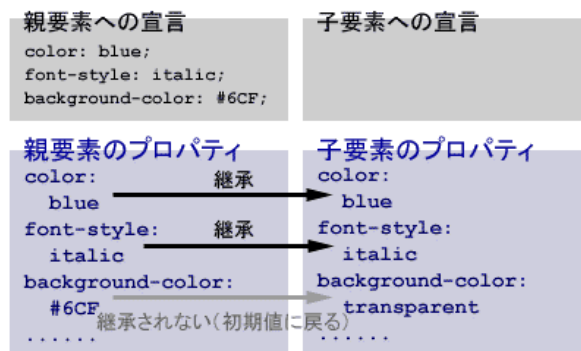 親要素への宣言
color: blue;
font-style: italic;
background-color: #6CF;
子要素への宣言
親要素のプロパティ
color:
blue
font-style:
italic
background-color:
#6CF
......
継承
継承
継承されない(初期値に戻る)
子要素のプロパティ
color:
blue
font-style:
italic
background-color:
transparent
......